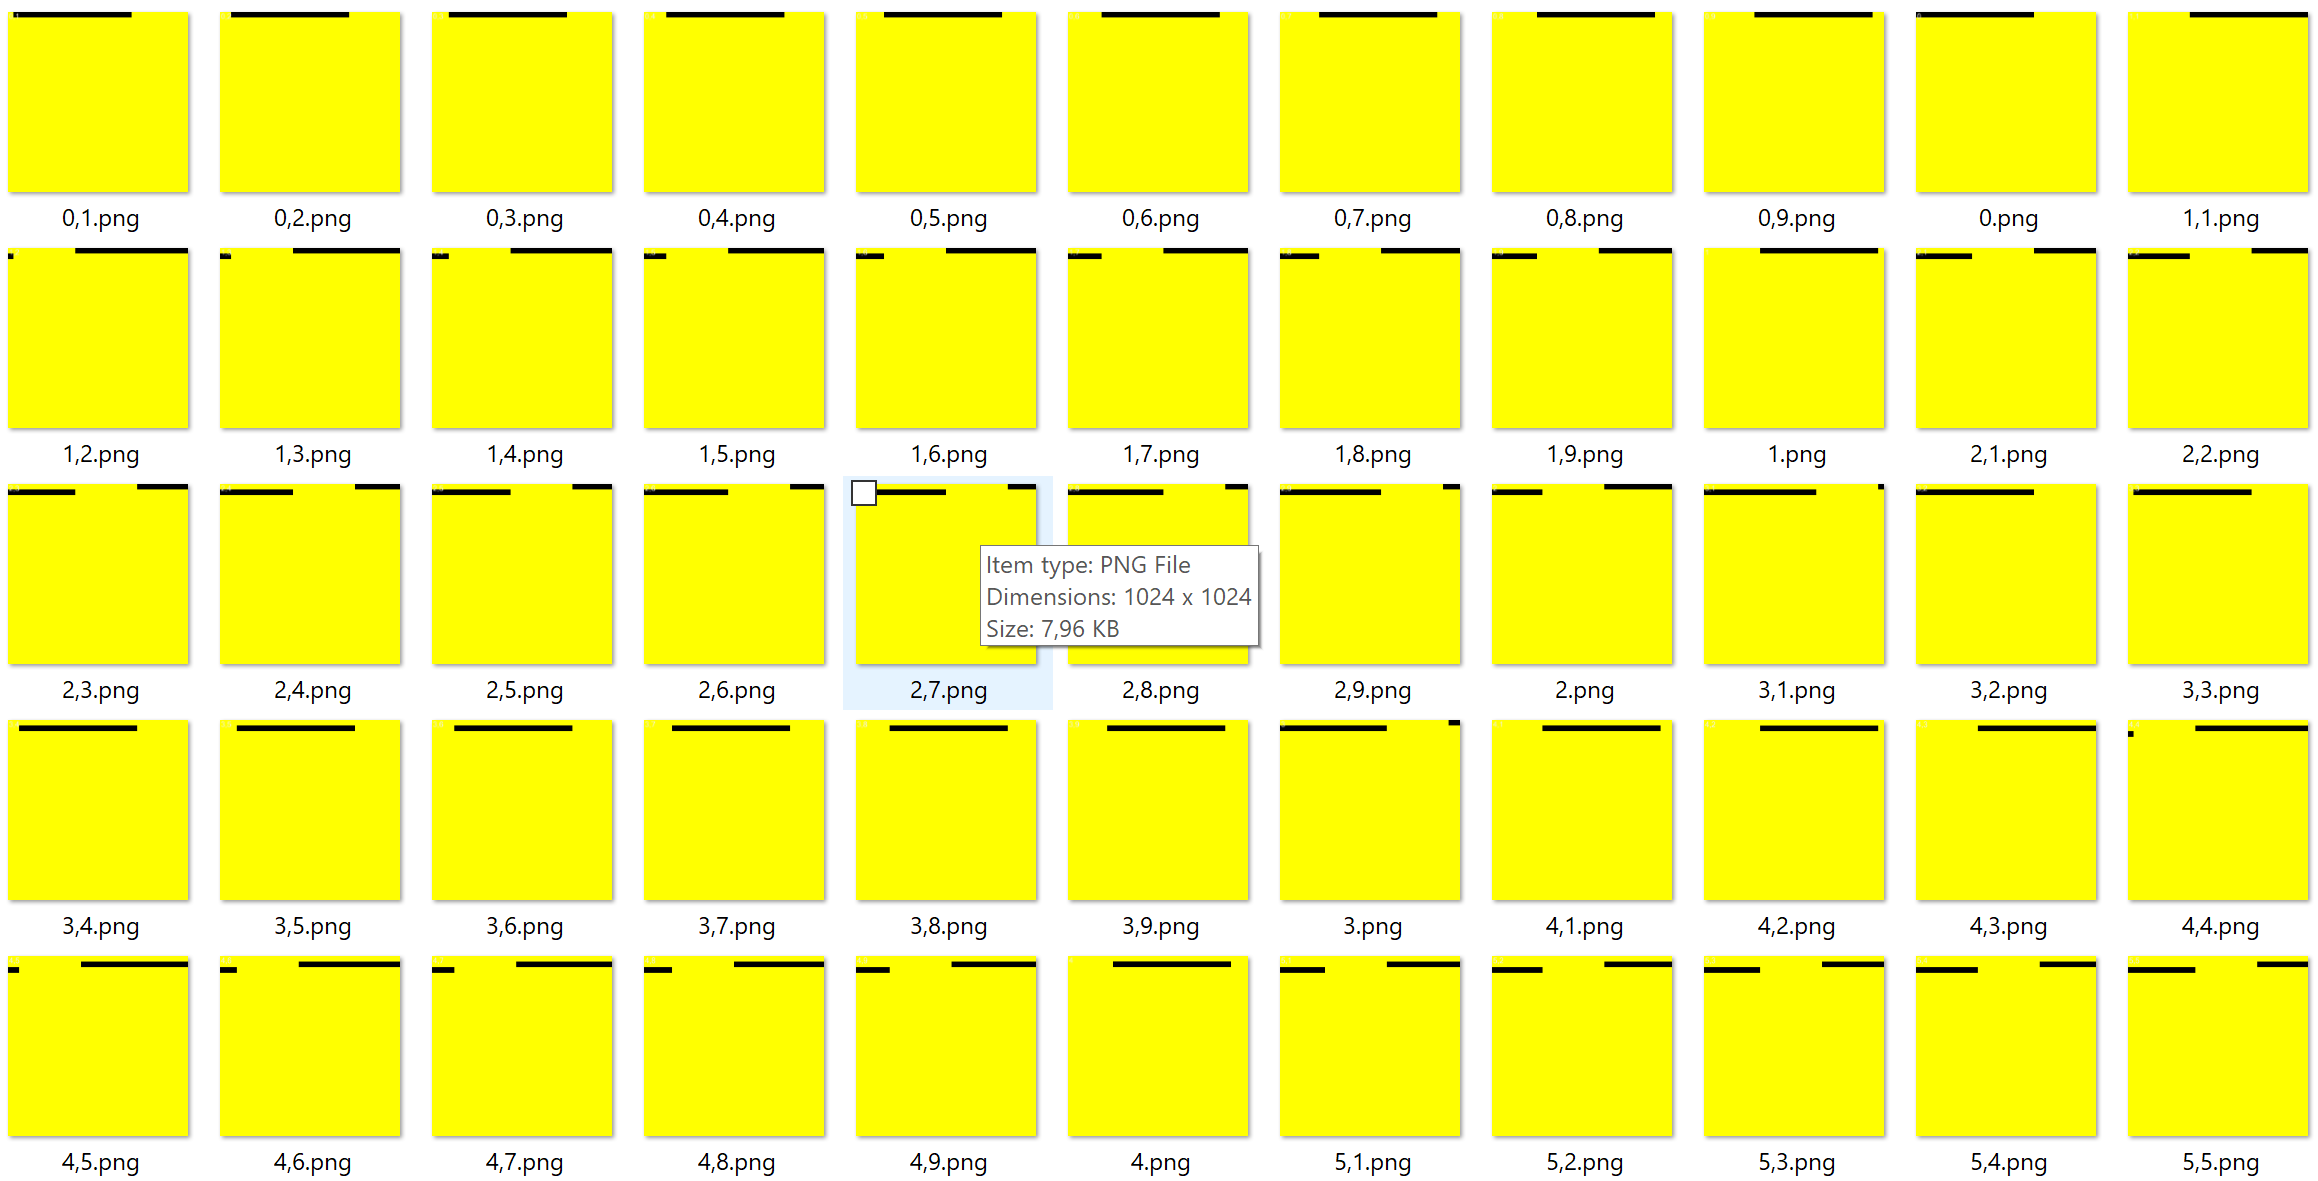 0,1.png 0,2.png 0,3.png 0,4.png 0,5.png 0,6.png 0,7.png 0,8.png 0,9.png 0.png 1,1.png
1,2.png 1,3.png 1,4.png 1,5.png 1,6.png 1,7.png 1,8.png 1,9.png 1.png 2,1.png 2,2.png
Item type: PNG File
Dimensions: 1024 x 1024
Size: 7,96 KB
2,3.png 2,4.png 2,5.png 2,6.png 2,7.png 2,8.png 2,9.png 2.png 3,1.png 3,2.png 3,3.png
3,4.png 3,5.png 3,6.png 3,7.png 3,8.png 3,9.png 3.png 4,1.png 4,2.png 4,3.png 4,4.png
4,5.png 4,6.png 4,7.png 4,8.png 4,9.png 4.png 5,1.png 5,2.png 5,3.png 5,4.png 5,5.png